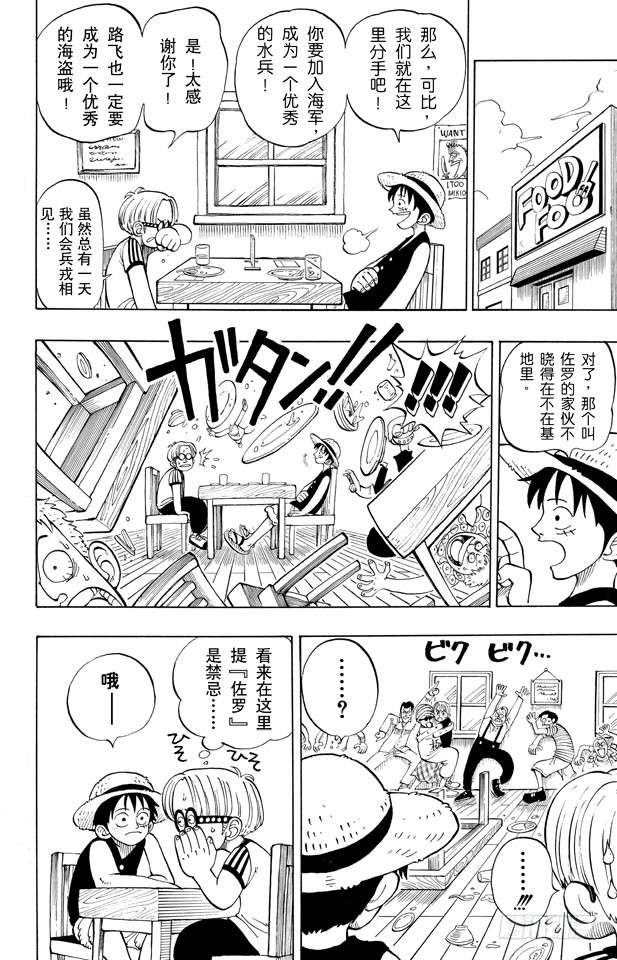 FOOD
FOO
那么，可比，
我们就在这
里分手吧！
你要加入海军，
成为一个优秀
的水兵！
是！太感
谢你了！
路飞也一定要
成为一个优秀
的海盗哦！
虽然总有一天
我们会兵戎相
见……
WANT
对了，那个叫
佐罗的家伙不
晓得在不在基
地里。
!!!
ガタンッ!!
ビク ビク…
……？
…!!!
看来在这里
提『佐罗』
是禁忌……
ひそ
ひそ
哦——